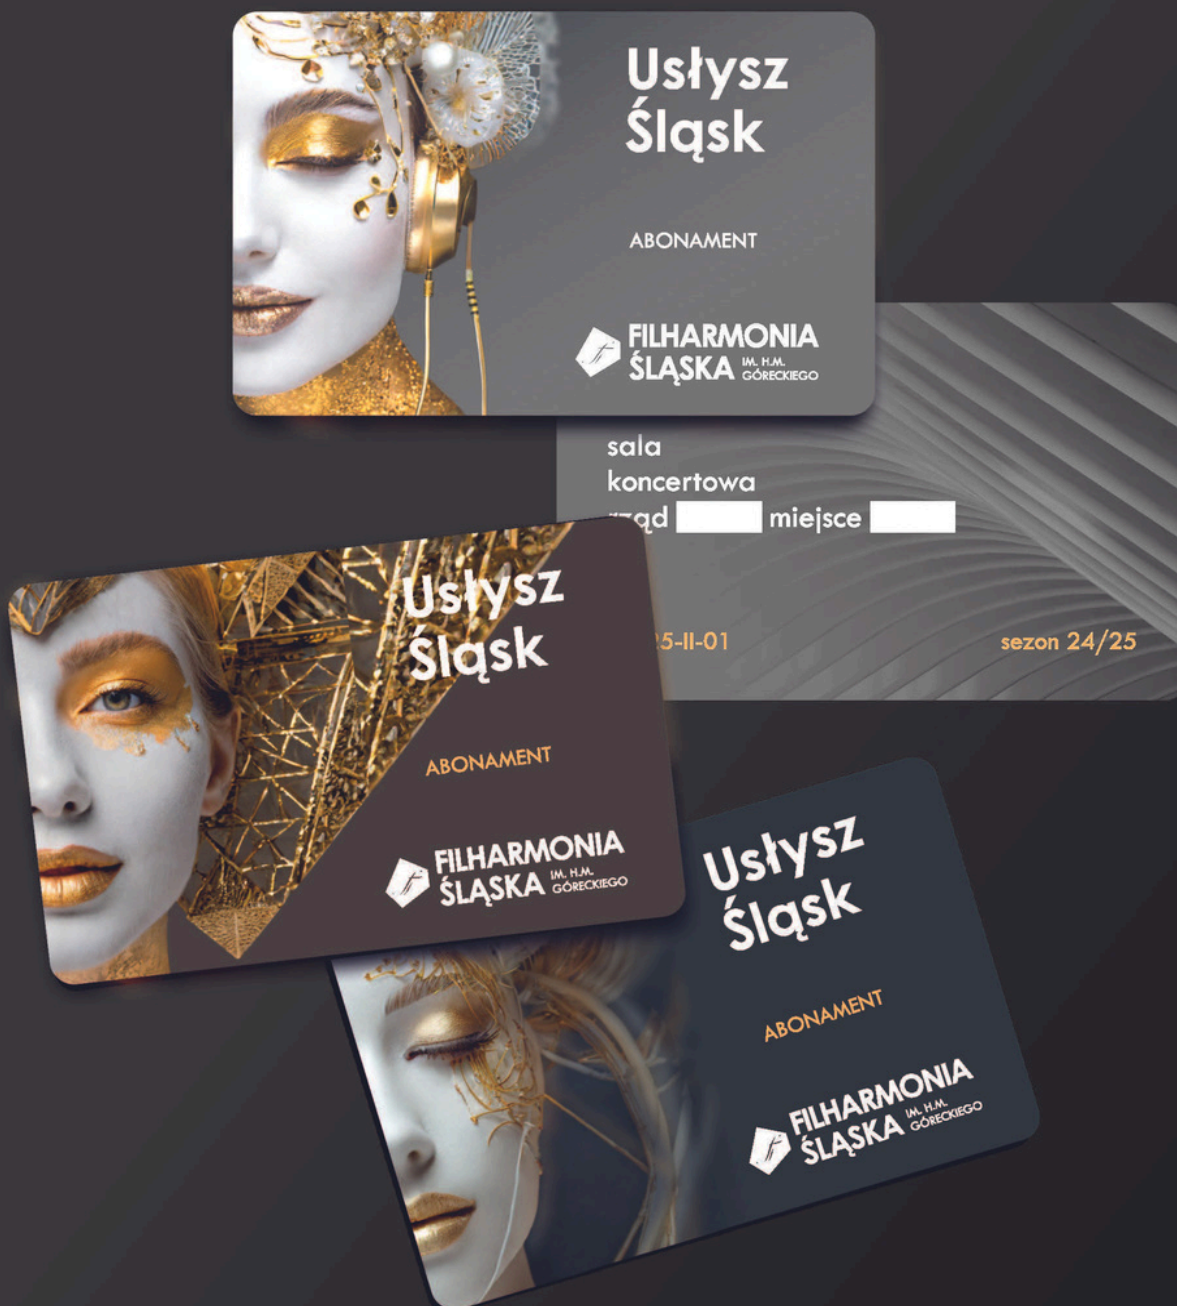 Usłysz
Śląsk
ABONAMENT
FILHARMONIA
ŚLĄSKA IM. H.M.
GÓRECKIEGO
sala
koncertowa
rząd miejsce
5-II-01 sezon 24/25
Usłysz
Śląsk
ABONAMENT
FILHARMONIA
ŚLĄSKA IM. H.M.
GÓRECKIEGO
Usłysz
Śląsk
ABONAMENT
FILHARMONIA
ŚLĄSKA IM. H.M.
GÓRECKIEGO